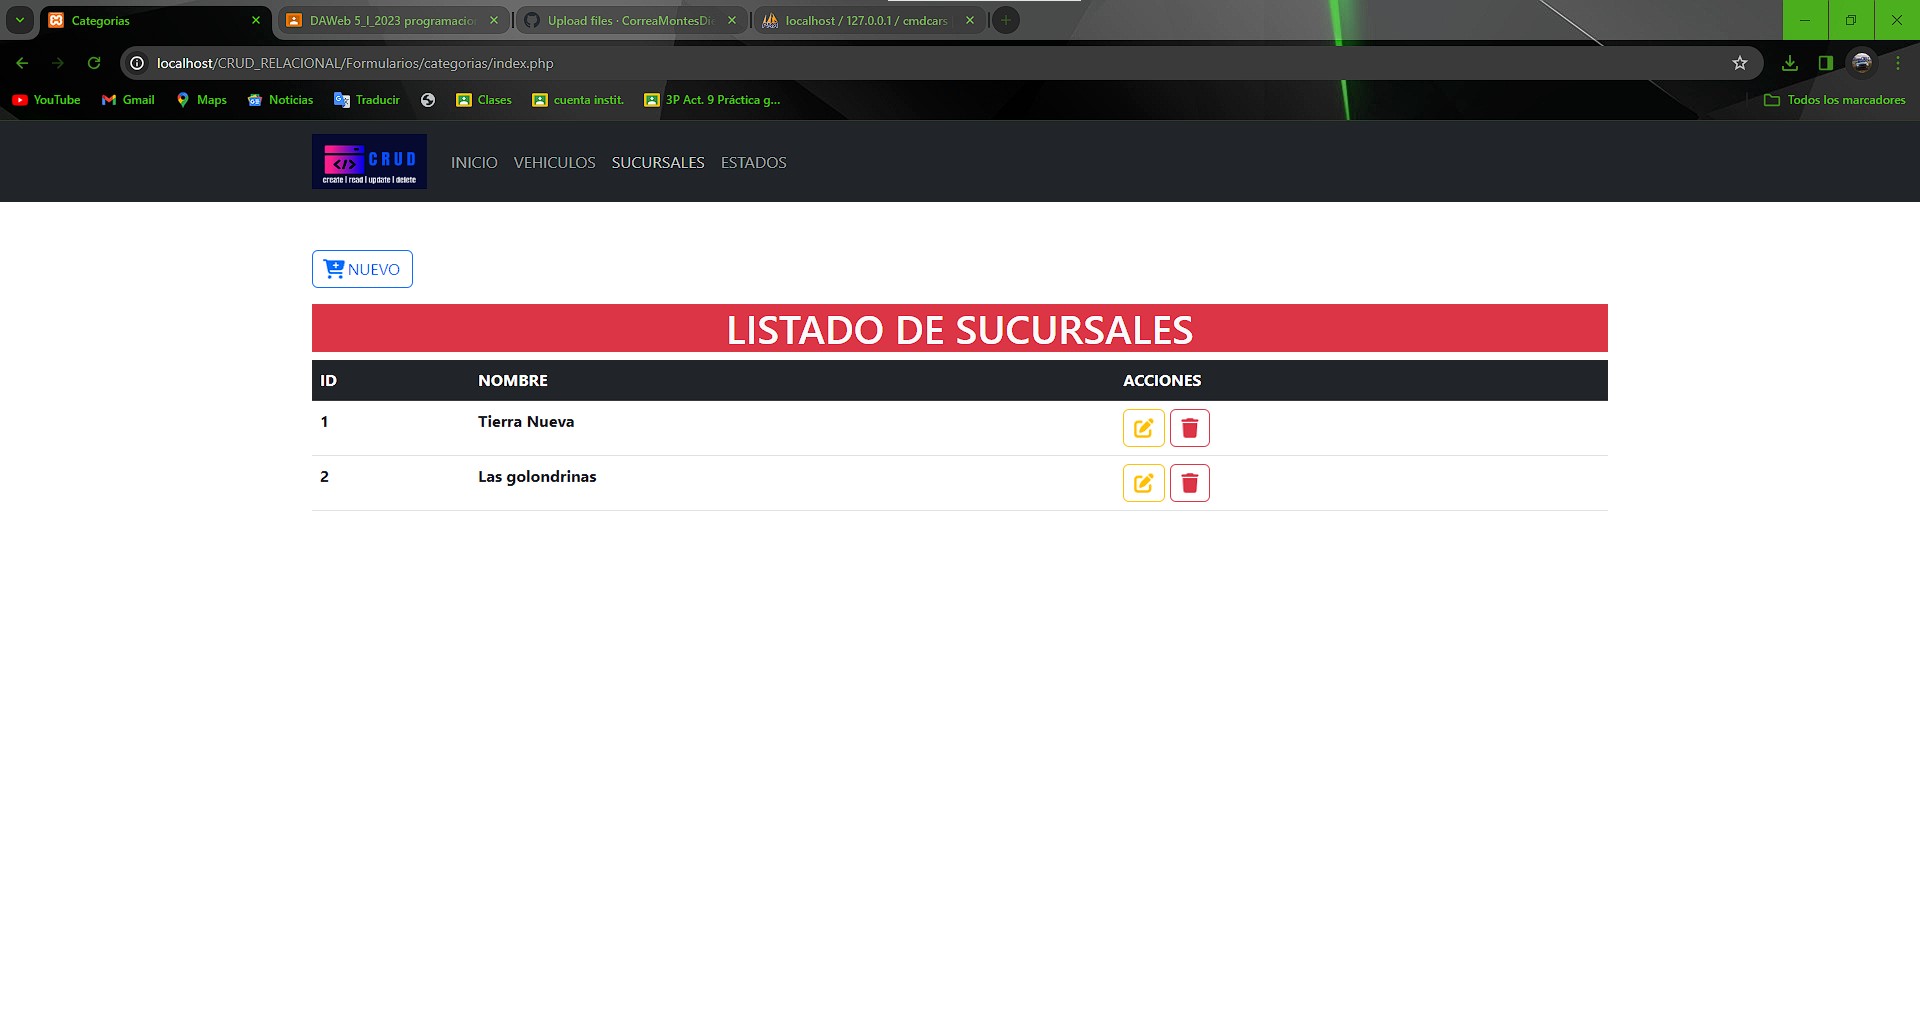 Categorias
DAWeb 5_I_2023 programacio
Upload files · CorreaMontesDie
localhost / 127.0.0.1 / cmdcars
localhost/CRUD_RELACIONAL/Formularios/categorias/index.php
YouTube
Gmail
Maps
Noticias
Traducir
Clases
cuenta instit.
3P Act. 9 Práctica g...
Todos los marcadores
CRUD
create | read | update | delete
INICIO
VEHICULOS
SUCURSALES
ESTADOS
NUEVO
LISTADO DE SUCURSALES
ID NOMBRE ACCIONES
1 Tierra Nueva
2 Las golondrinas